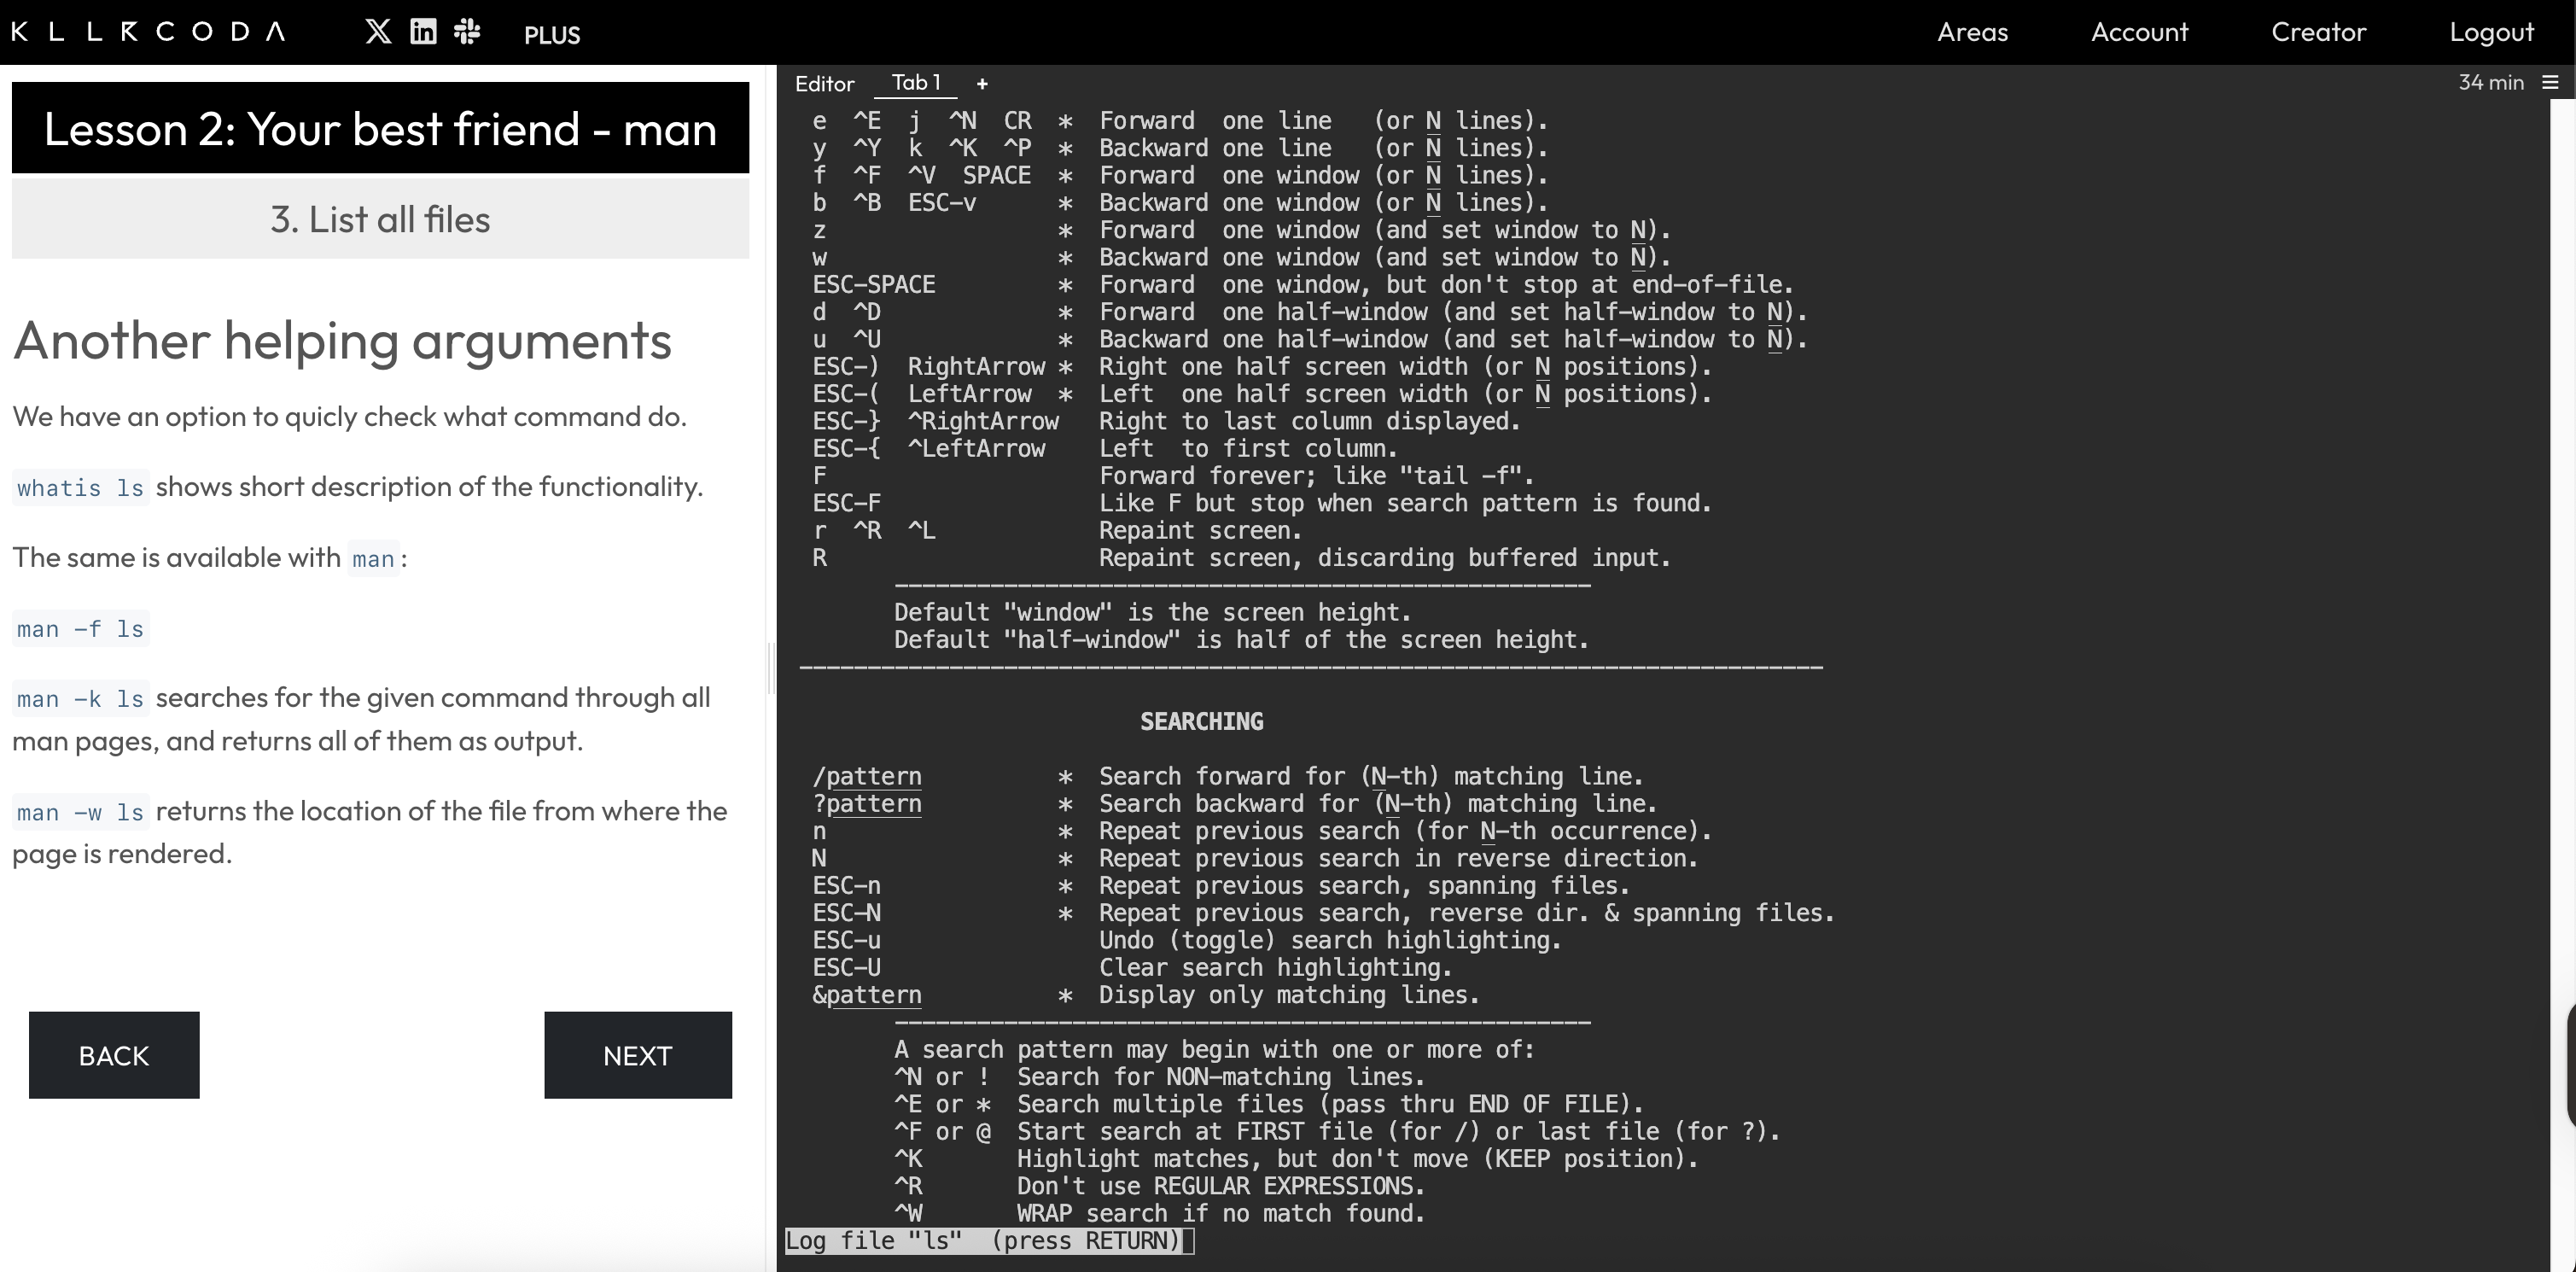 KLLRCODA PLUS Areas Account Creator Logout
Lesson 2: Your best friend - man
3. List all files
Another helping arguments
We have an option to quicly check what command do.
whatis ls shows short description of the functionality.
The same is available with man:
man -f ls
man -k ls searches for the given command through all
man pages, and returns all of them as output.
man -w ls returns the location of the file from where the
page is rendered.
BACK NEXT
Editor Tab 1 + 34 min
e  ^E  j  ^N  CR  *  Forward  one line   (or N lines).
y  ^Y  k  ^K  ^P  *  Backward one line   (or N lines).
f  ^F  ^V  SPACE  *  Forward  one window (or N lines).
b  ^B  ESC-v      *  Backward one window (or N lines).
z                 *  Forward  one window (and set window to N).
w                 *  Backward one window (and set window to N).
ESC-SPACE         *  Forward  one window, but don't stop at end-of-file.
d  ^D             *  Forward  one half-window (and set half-window to N).
u  ^U             *  Backward one half-window (and set half-window to N).
ESC-)  RightArrow *  Right one half screen width (or N positions).
ESC-(  LeftArrow  *  Left  one half screen width (or N positions).
ESC-}  ^RightArrow   Right to last column displayed.
ESC-{  ^LeftArrow    Left  to first column.
F                    Forward forever; like "tail -f".
ESC-F                Like F but stop when search pattern is found.
r  ^R  ^L            Repaint screen.
R                    Repaint screen, discarding buffered input.
---------------------------------------------------
Default "window" is the screen height.
Default "half-window" is half of the screen height.
---------------------------------------------------------------------------
SEARCHING
/pattern          *  Search forward for (N-th) matching line.
?pattern          *  Search backward for (N-th) matching line.
n                 *  Repeat previous search (for N-th occurrence).
N                 *  Repeat previous search in reverse direction.
ESC-n             *  Repeat previous search, spanning files.
ESC-N             *  Repeat previous search, reverse dir. & spanning files.
ESC-u                Undo (toggle) search highlighting.
ESC-U                Clear search highlighting.
&pattern          *  Display only matching lines.
---------------------------------------------------
A search pattern may begin with one or more of:
^N or !  Search for NON-matching lines.
^E or *  Search multiple files (pass thru END OF FILE).
^F or @  Start search at FIRST file (for /) or last file (for ?).
^K       Highlight matches, but don't move (KEEP position).
^R       Don't use REGULAR EXPRESSIONS.
^W       WRAP search if no match found.
Log file "ls"  (press RETURN)